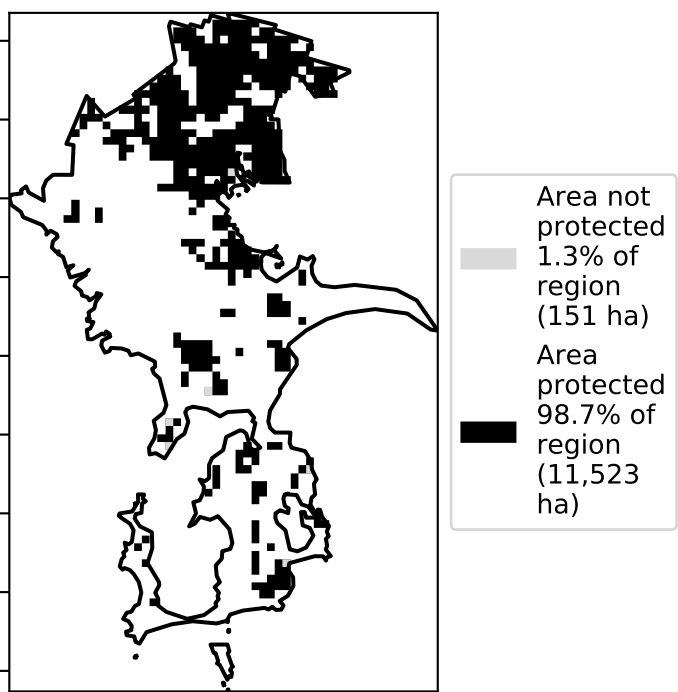 Area not
protected
1.3% of
region
(151 ha)
Area
protected
98.7% of
region
(11,523
ha)